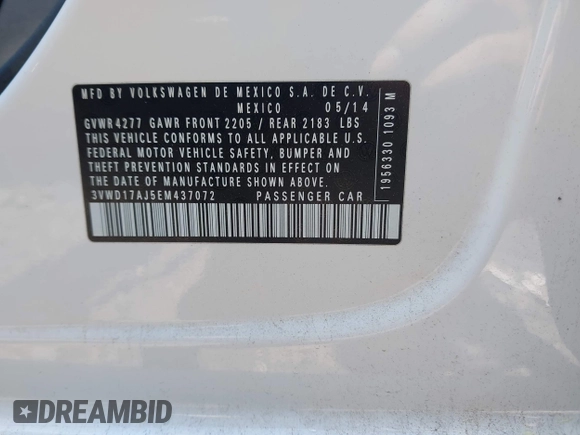 MFD BY VOLKSWAGEN DE MEXICO S.A. DE C.V.
MEXICO 05/14
GVWR 4277 GAWR FRONT 2205 / REAR 2183 LBS
THIS VEHICLE CONFORMS TO ALL APPLICABLE U.S.
FEDERAL MOTOR VEHICLE SAFETY, BUMPER AND
THEFT PREVENTION STANDARDS IN EFFECT ON
THE DATE OF MANUFACTURE SHOWN ABOVE.
3VWD17AJ5EM437072 PASSENGER CAR
1956330 1093 M
DREAMBID